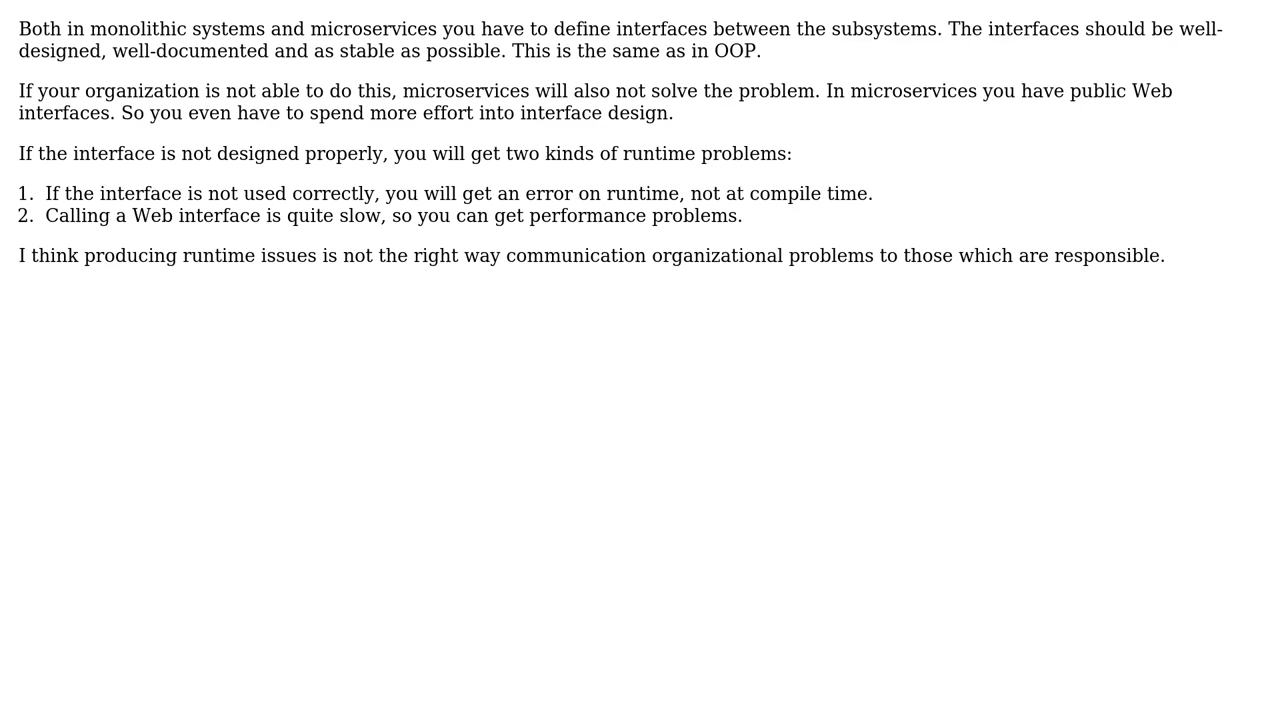 Both in monolithic systems and microservices you have to define interfaces between the subsystems. The interfaces should be well-
designed, well-documented and as stable as possible. This is the same as in OOP.
If your organization is not able to do this, microservices will also not solve the problem. In microservices you have public Web
interfaces. So you even have to spend more effort into interface design.
If the interface is not designed properly, you will get two kinds of runtime problems:
1. If the interface is not used correctly, you will get an error on runtime, not at compile time.
2. Calling a Web interface is quite slow, so you can get performance problems.
I think producing runtime issues is not the right way communication organizational problems to those which are responsible.